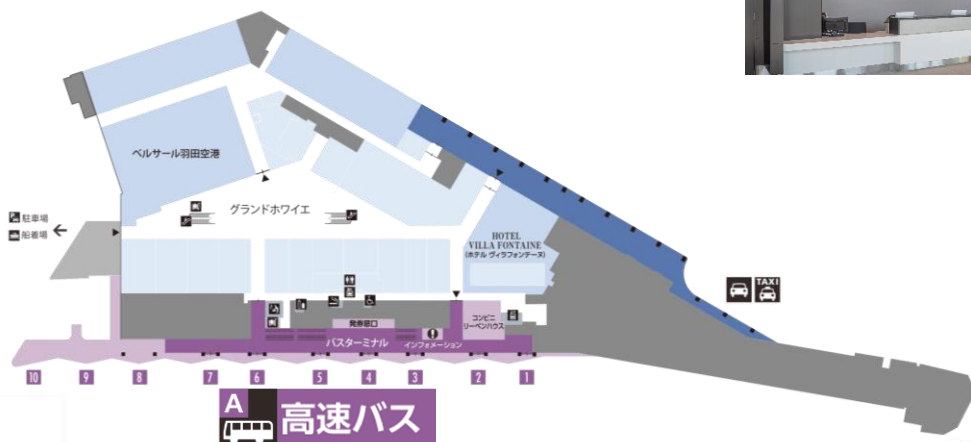 ベルサール羽田空港
グランドホワイエ
駐車場
船着場
HOTEL
VILLA FONTAINE
(ホテル ヴィラフォンテーヌ)
TAXI
発券窓口
コンビニ
リーベンハウス
バスターミナル
インフォメーション
10 9 8 7 6 5 4 3 2 1
A
高速バス